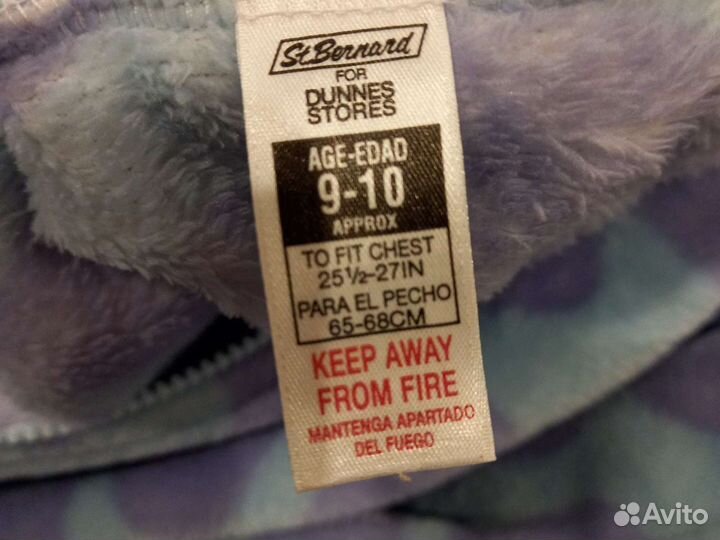 St.Bernard
FOR
DUNNES
STORES
AGE-EDAD
9-10
APPROX
TO FIT CHEST
25½-27IN
PARA EL PECHO
65-68CM
KEEP AWAY
FROM FIRE
MANTENGA APARTADO
DEL FUEGO
Avito